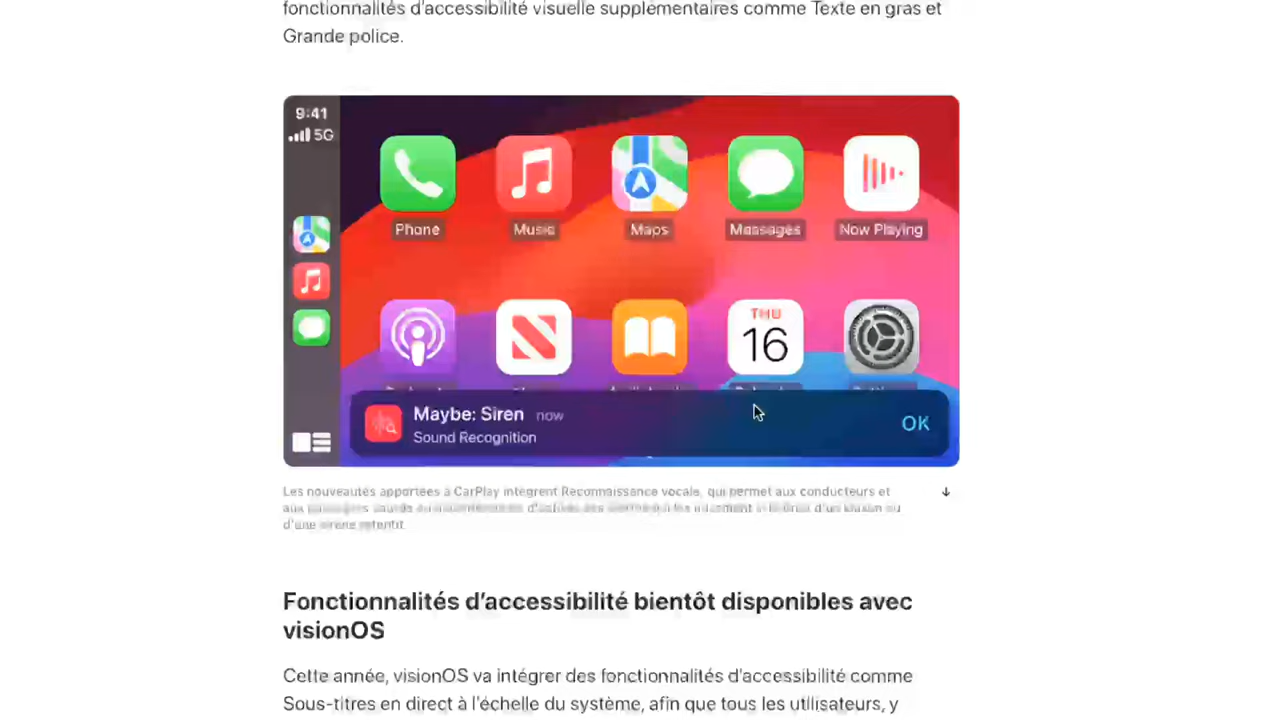 fonctionnalités d'accessibilité visuelle supplémentaires comme Texte en gras et
Grande police.
9:41
5G
Phone
Music
Maps
Messages
Now Playing
THU
16
Maybe: Siren now
Sound Recognition
OK
Les nouveautés apportées à CarPlay intègrent Reconnaissance vocale, qui permet aux conducteurs et
d'une sirène retentit.
Fonctionnalités d'accessibilité bientôt disponibles avec
visionOS
Cette année, visionOS va intégrer des fonctionnalités d'accessibilité comme
Sous-titres en direct à l'échelle du système, afin que tous les utilisateurs, y